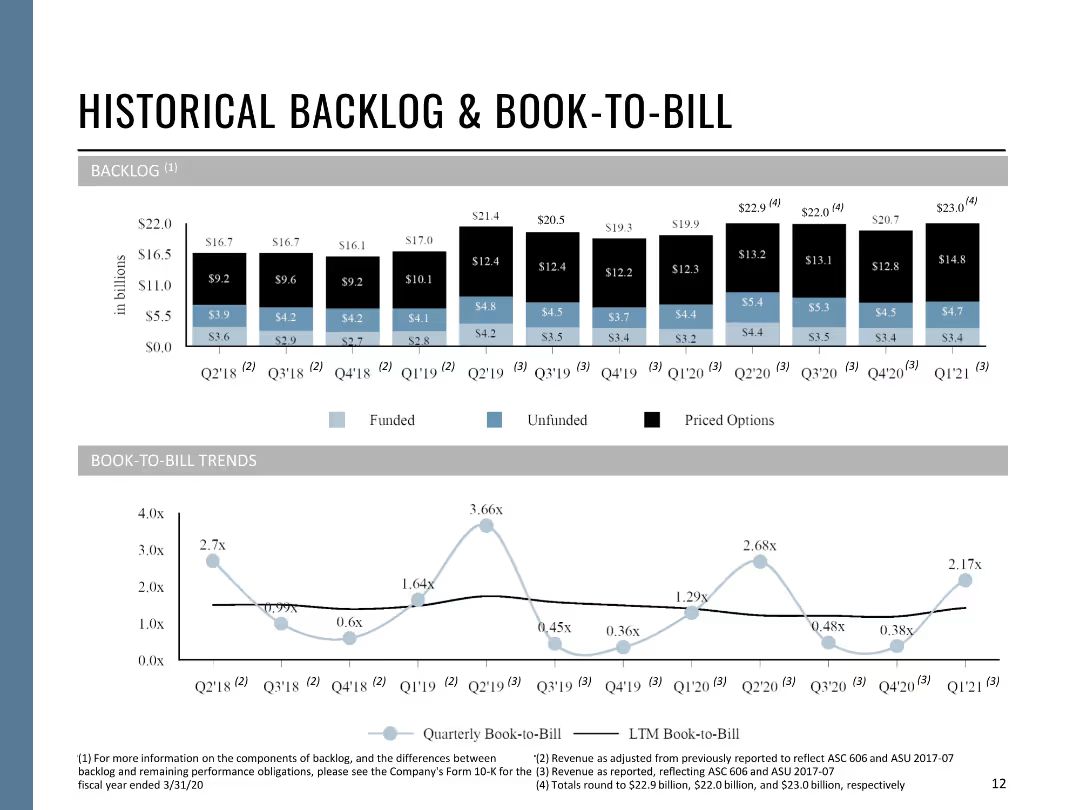 HISTORICAL BACKLOG & BOOK-TO-BILL
BACKLOG (1)
in billions
$22.0
$16.5
$11.0
$5.5
$0.0
$16.7 $16.7 $16.1 $17.0 $21.4 $20.5 $19.3 $19.9 $22.9 (4) $22.0 (4) $20.7 $23.0 (4)
$9.2 $9.6 $9.2 $10.1 $12.4 $12.4 $12.2 $12.3 $13.2 $13.1 $12.8 $14.8
$3.9 $4.2 $4.2 $4.1 $4.8 $4.5 $3.7 $4.4 $5.4 $5.3 $4.5 $4.7
$3.6 $2.9 $2.7 $2.8 $4.2 $3.5 $3.4 $3.2 $4.4 $3.5 $3.4 $3.4
Q2'18 (2) Q3'18 (2) Q4'18 (2) Q1'19 (2) Q2'19 (3) Q3'19 (3) Q4'19 (3) Q1'20 (3) Q2'20 (3) Q3'20 (3) Q4'20 (3) Q1'21 (3)
Funded Unfunded Priced Options
BOOK-TO-BILL TRENDS
4.0x
3.0x
2.0x
1.0x
0.0x
2.7x 0.99x 0.6x 1.64x 3.66x 0.45x 0.36x 1.29x 2.68x 0.48x 0.38x 2.17x
Q2'18 (2) Q3'18 (2) Q4'18 (2) Q1'19 (2) Q2'19 (3) Q3'19 (3) Q4'19 (3) Q1'20 (3) Q2'20 (3) Q3'20 (3) Q4'20 (3) Q1'21 (3)
Quarterly Book-to-Bill LTM Book-to-Bill
(1) For more information on the components of backlog, and the differences between
backlog and remaining performance obligations, please see the Company's Form 10-K for the
fiscal year ended 3/31/20
(2) Revenue as adjusted from previously reported to reflect ASC 606 and ASU 2017-07
(3) Revenue as reported, reflecting ASC 606 and ASU 2017-07
(4) Totals round to $22.9 billion, $22.0 billion, and $23.0 billion, respectively
12